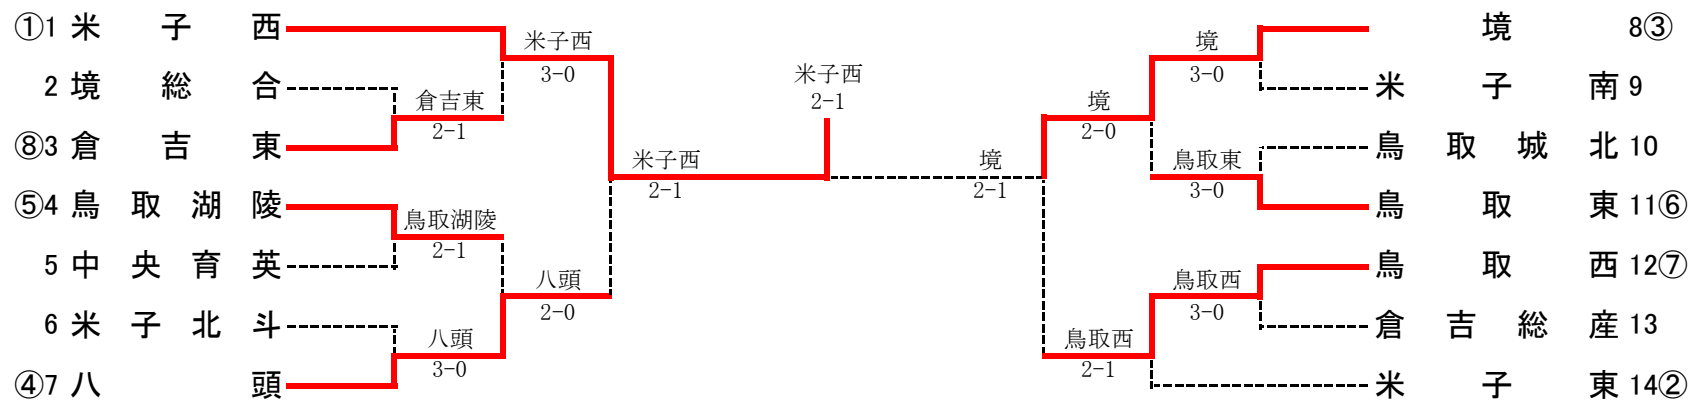 ①1 米子西
2 境総合
⑧3 倉吉東
⑤4 鳥取湖陵
5 中央育英
6 米子北斗
④7 八頭
倉吉東
2-1
鳥取湖陵
2-1
八頭
3-0
米子西
3-0
八頭
2-0
米子西
2-1
米子西
2-1
境
2-1
境
2-0
鳥取西
2-1
境
3-0
鳥取東
3-0
鳥取西
3-0
境 8③
米子南 9
鳥取城北 10
鳥取東 11⑥
鳥取西 12⑦
倉吉総産 13
米子東 14②